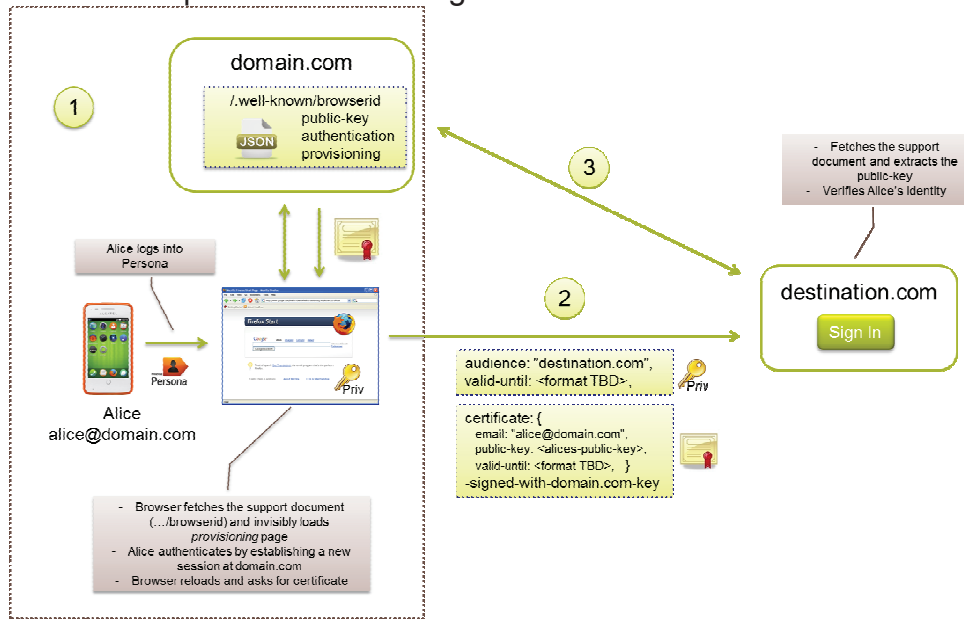 domain.com
1
/.well-known/browserid
public-key
authentication
provisioning
JSON
Alice logs into
Persona
Persona
Alice
alice@domain.com
Firefox Start
Google
Priv
- Browser fetches the support document
(…/browserid) and invisibly loads
provisioning page
- Alice authenticates by establishing a new
session at domain.com
- Browser reloads and asks for certificate
2
audience: "destination.com",
valid-until: <format TBD>,
Priv
certificate: {
email: "alice@domain.com",
public-key: <alices-public-key>,
valid-until: <format TBD>, }
-signed-with-domain.com-key
3
- Fetches the support
document and extracts the
public-key
- Verifies Alice's Identity
destination.com
Sign In